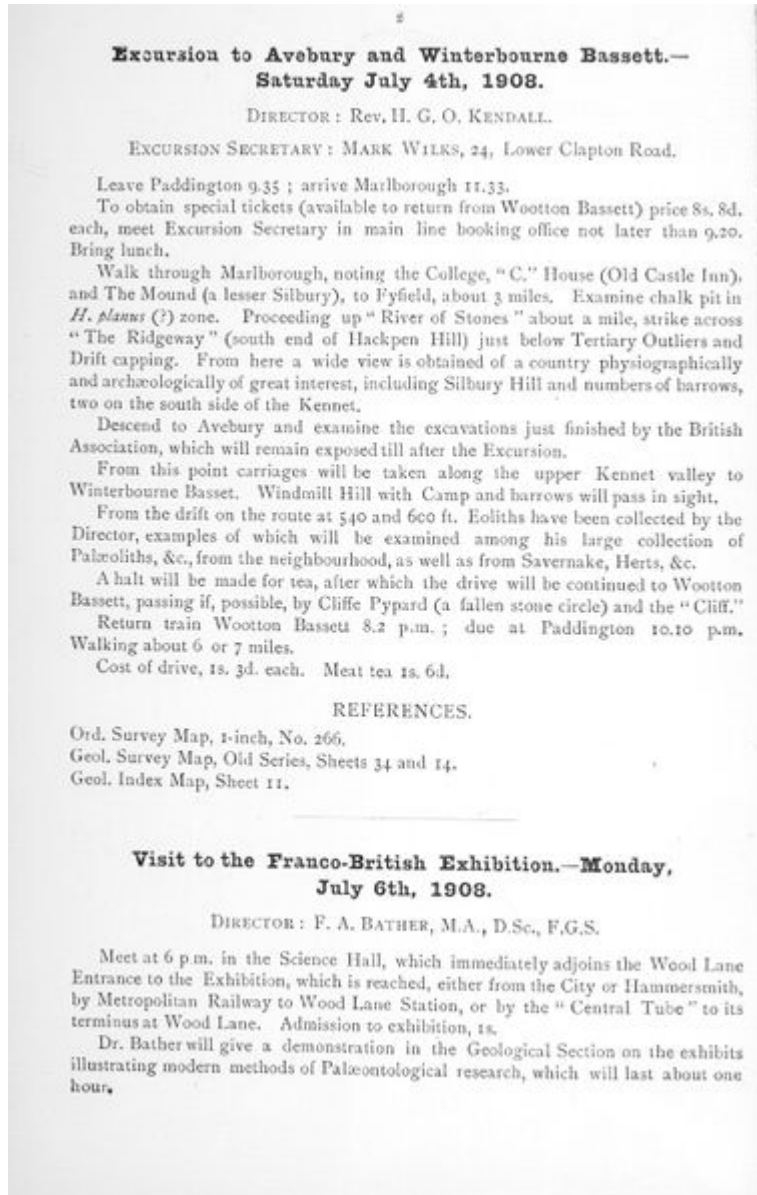 2
Excursion to Avebury and Winterbourne Bassett.—
Saturday July 4th, 1908.
DIRECTOR : Rev. H. G. O. KENDALL.
EXCURSION SECRETARY : MARK WILKS, 24, Lower Clapton Road.
Leave Paddington 9.35 ; arrive Marlborough 11.33.
To obtain special tickets (available to return from Wootton Bassett) price 8s. 8d.
each, meet Excursion Secretary in main line booking office not later than 9.20.
Bring lunch.
Walk through Marlborough, noting the College, “C.” House (Old Castle Inn),
and The Mound (a lesser Silbury), to Fyfield, about 3 miles. Examine chalk pit in
H. planus (?) zone. Proceeding up “ River of Stones ” about a mile, strike across
“ The Ridgeway ” (south end of Hackpen Hill) just below Tertiary Outliers and
Drift capping. From here a wide view is obtained of a country physiographically
and archæologically of great interest, including Silbury Hill and numbers of barrows,
two on the south side of the Kennet.
Descend to Avebury and examine the excavations just finished by the British
Association, which will remain exposed till after the Excursion.
From this point carriages will be taken along the upper Kennet valley to
Winterbourne Basset. Windmill Hill with Camp and barrows will pass in sight.
From the drift on the route at 540 and 600 ft. Eoliths have been collected by the
Director, examples of which will be examined among his large collection of
Palæoliths, &c., from the neighbourhood, as well as from Savernake, Herts, &c.
A halt will be made for tea, after which the drive will be continued to Wootton
Bassett, passing if, possible, by Cliffe Pypard (a fallen stone circle) and the “ Cliff.”
Return train Wootton Bassett 8.2 p.m. ; due at Paddington 10.10 p.m.
Walking about 6 or 7 miles.
Cost of drive, 1s. 3d. each. Meat tea 1s. 6d.
REFERENCES.
Ord. Survey Map, 1-inch, No. 266.
Geol. Survey Map, Old Series, Sheets 34 and 14.
Geol. Index Map, Sheet 11.
Visit to the Franco-British Exhibition.—Monday,
July 6th, 1908.
DIRECTOR : F. A. BATHER, M.A., D.Sc., F.G.S.
Meet at 6 p.m. in the Science Hall, which immediately adjoins the Wood Lane
Entrance to the Exhibition, which is reached, either from the City or Hammersmith,
by Metropolitan Railway to Wood Lane Station, or by the “ Central Tube ” to its
terminus at Wood Lane. Admission to exhibition, 1s.
Dr. Bather will give a demonstration in the Geological Section on the exhibits
illustrating modern methods of Palæontological research, which will last about one
hour.